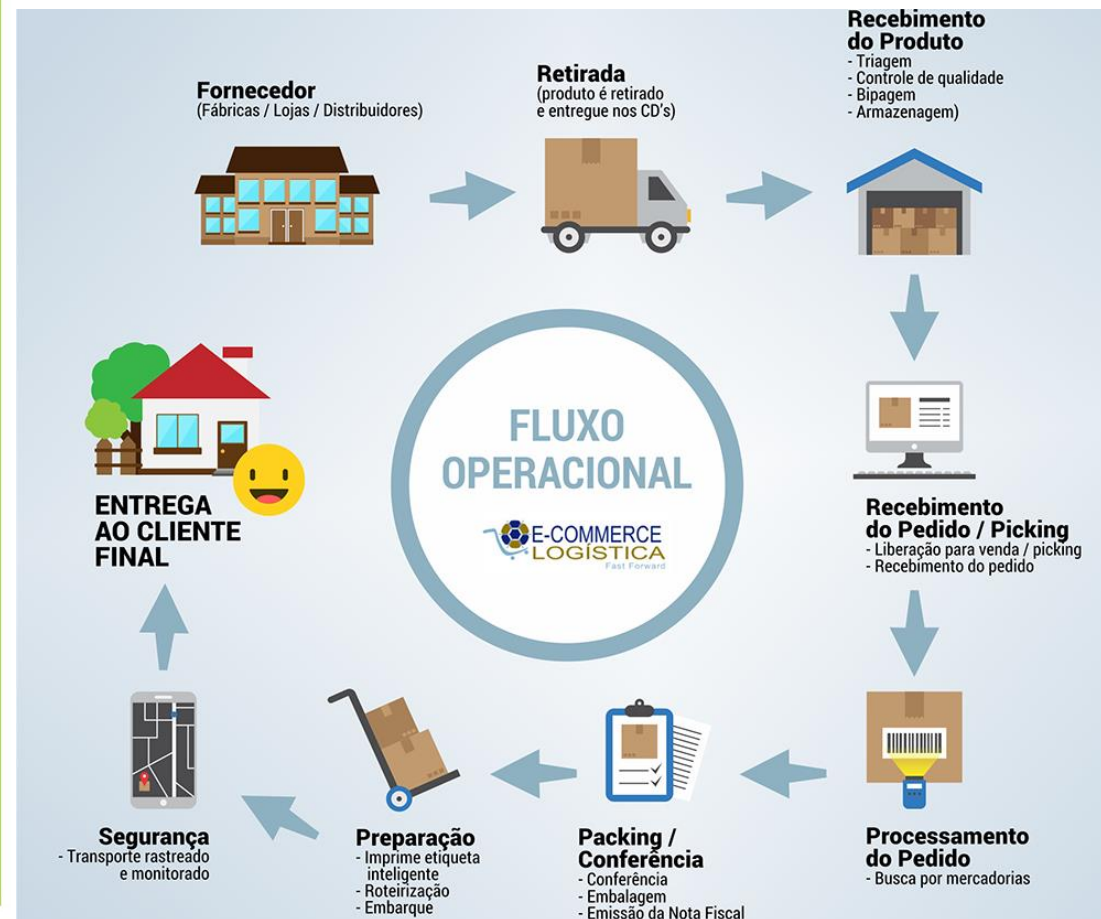 Fornecedor
(Fábricas / Lojas / Distribuidores)
Retirada
(produto é retirado
e entregue nos CD's)
Recebimento
do Produto
- Triagem
- Controle de qualidade
- Bipagem
- Armazenagem)
FLUXO
OPERACIONAL
E-COMMERCE
LOGÍSTICA
Fast Forward
Recebimento
do Pedido / Picking
- Liberação para venda / picking
- Recebimento do pedido
Processamento
do Pedido
- Busca por mercadorias
Packing /
Conferência
- Conferência
- Embalagem
- Emissão da Nota Fiscal
Preparação
- Imprime etiqueta
inteligente
- Roteirização
- Embarque
Segurança
- Transporte rastreado
e monitorado
ENTREGA
AO CLIENTE
FINAL